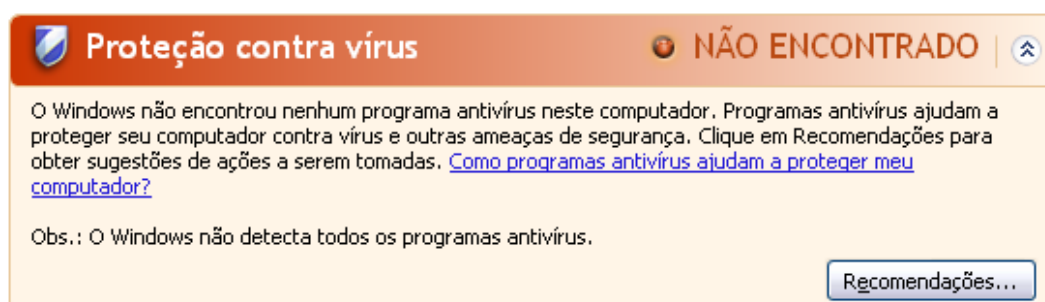 Proteção contra vírus
NÃO ENCONTRADO
O Windows não encontrou nenhum programa antivírus neste computador. Programas antivírus ajudam a
proteger seu computador contra vírus e outras ameaças de segurança. Clique em Recomendações para
obter sugestões de ações a serem tomadas. Como programas antivírus ajudam a proteger meu
computador?
Obs.: O Windows não detecta todos os programas antivírus.
Recomendações...